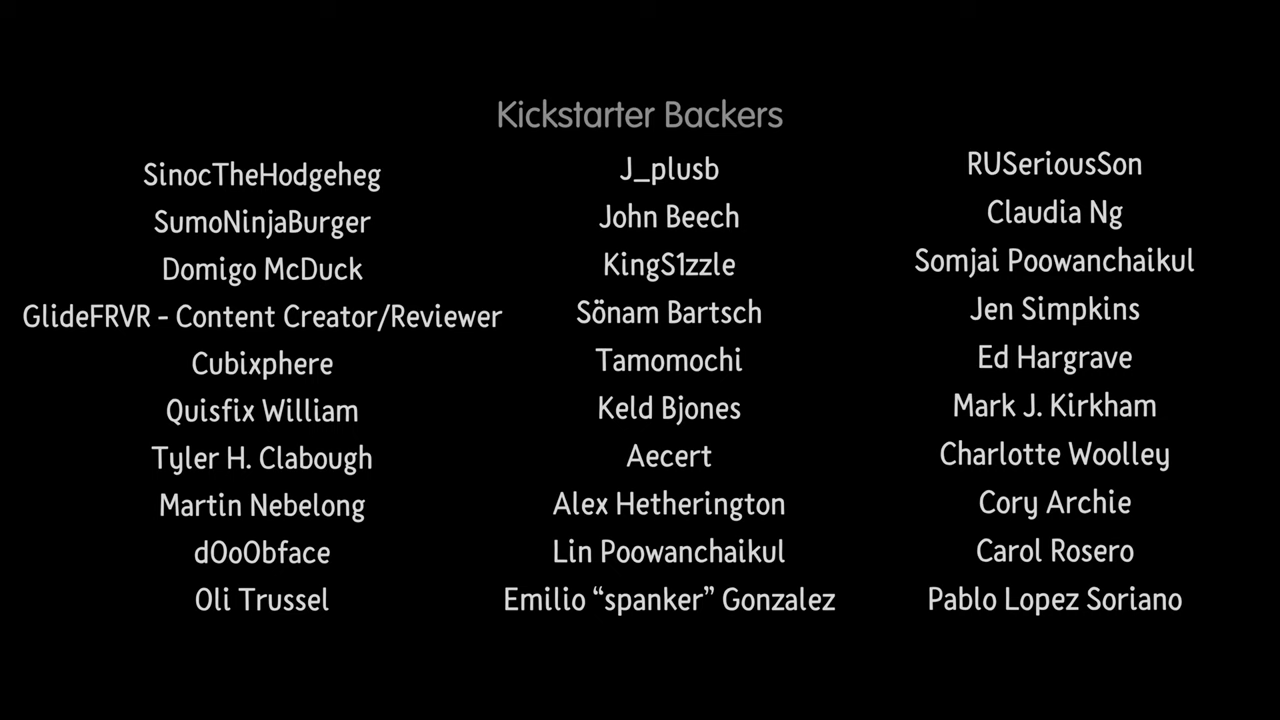 Kickstarter Backers
SinocTheHodgeheg
SumoNinjaBurger
Domigo McDuck
GlideFRVR - Content Creator/Reviewer
Cubixphere
Quisfix William
Tyler H. Clabough
Martin Nebelong
dOoObface
Oli Trussel
J_plusb
John Beech
KingS1zzle
Sönam Bartsch
Tamomochi
Keld Bjones
Aecert
Alex Hetherington
Lin Poowanchaikul
Emilio “spanker” Gonzalez
RUSeriousSon
Claudia Ng
Somjai Poowanchaikul
Jen Simpkins
Ed Hargrave
Mark J. Kirkham
Charlotte Woolley
Cory Archie
Carol Rosero
Pablo Lopez Soriano